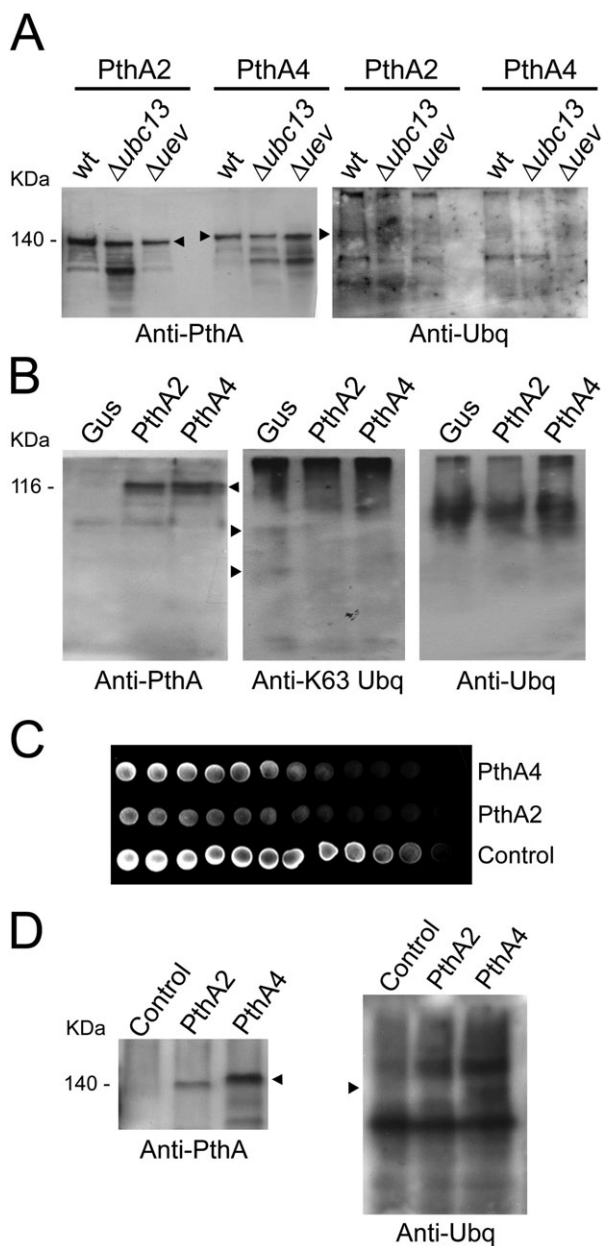 A
PthA2 PthA4 PthA2 PthA4
wt Δubc13 Δuev wt Δubc13 Δuev wt Δubc13 Δuev wt Δubc13 Δuev
KDa
140 -
Anti-PthA Anti-Ubq
B
Gus PthA2 PthA4 Gus PthA2 PthA4 Gus PthA2 PthA4
KDa
116 -
Anti-PthA Anti-K63 Ubq Anti-Ubq
C
PthA4
PthA2
Control
D
Control PthA2 PthA4 Control PthA2 PthA4
KDa
140 -
Anti-PthA
Anti-Ubq